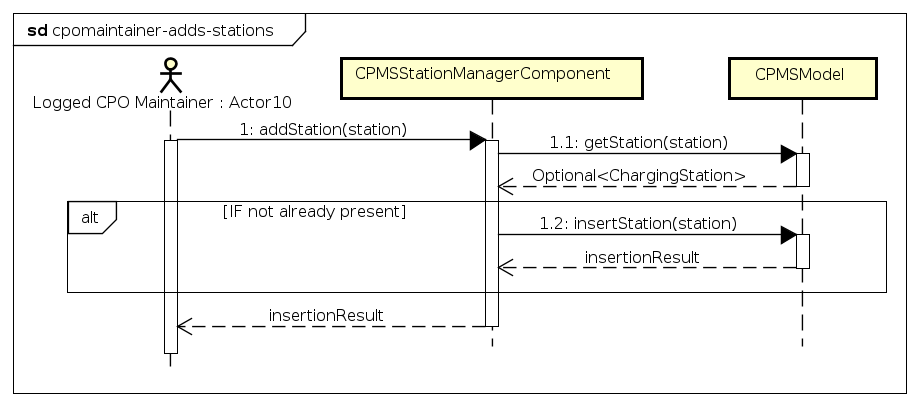 sd cpomaintainer-adds-stations
CPMSStationManagerComponent
CPMSModel
Logged CPO Maintainer : Actor10
1: addStation(station)
1.1: getStation(station)
Optional<ChargingStation>
alt
[IF not already present]
1.2: insertStation(station)
insertionResult
insertionResult